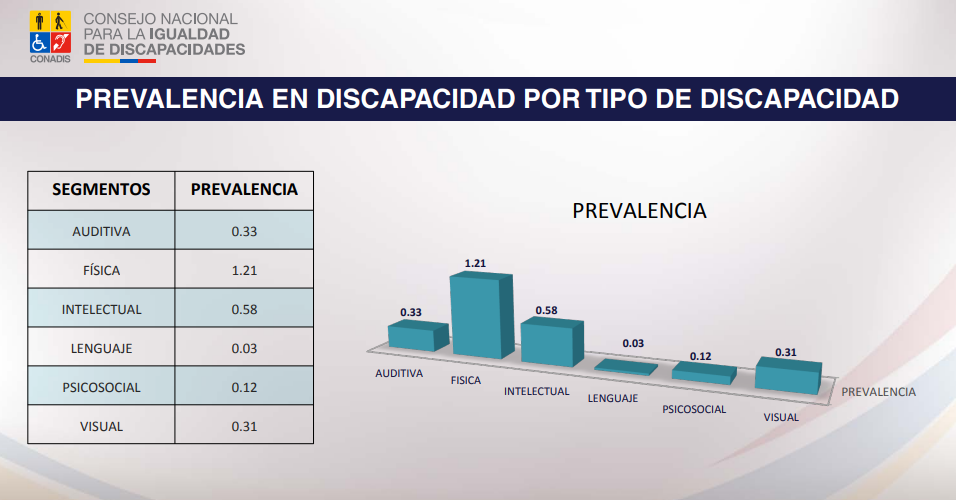 CONSEJO NACIONAL
PARA LA IGUALDAD
DE DISCAPACIDADES
CONADIS
PREVALENCIA EN DISCAPACIDAD POR TIPO DE DISCAPACIDAD
SEGMENTOS PREVALENCIA
AUDITIVA 0.33
FÍSICA 1.21
INTELECTUAL 0.58
LENGUAJE 0.03
PSICOSOCIAL 0.12
VISUAL 0.31
PREVALENCIA
0.33
1.21
0.58
0.03
0.12
0.31
AUDITIVA
FISICA
INTELECTUAL
LENGUAJE
PSICOSOCIAL
VISUAL
PREVALENCIA